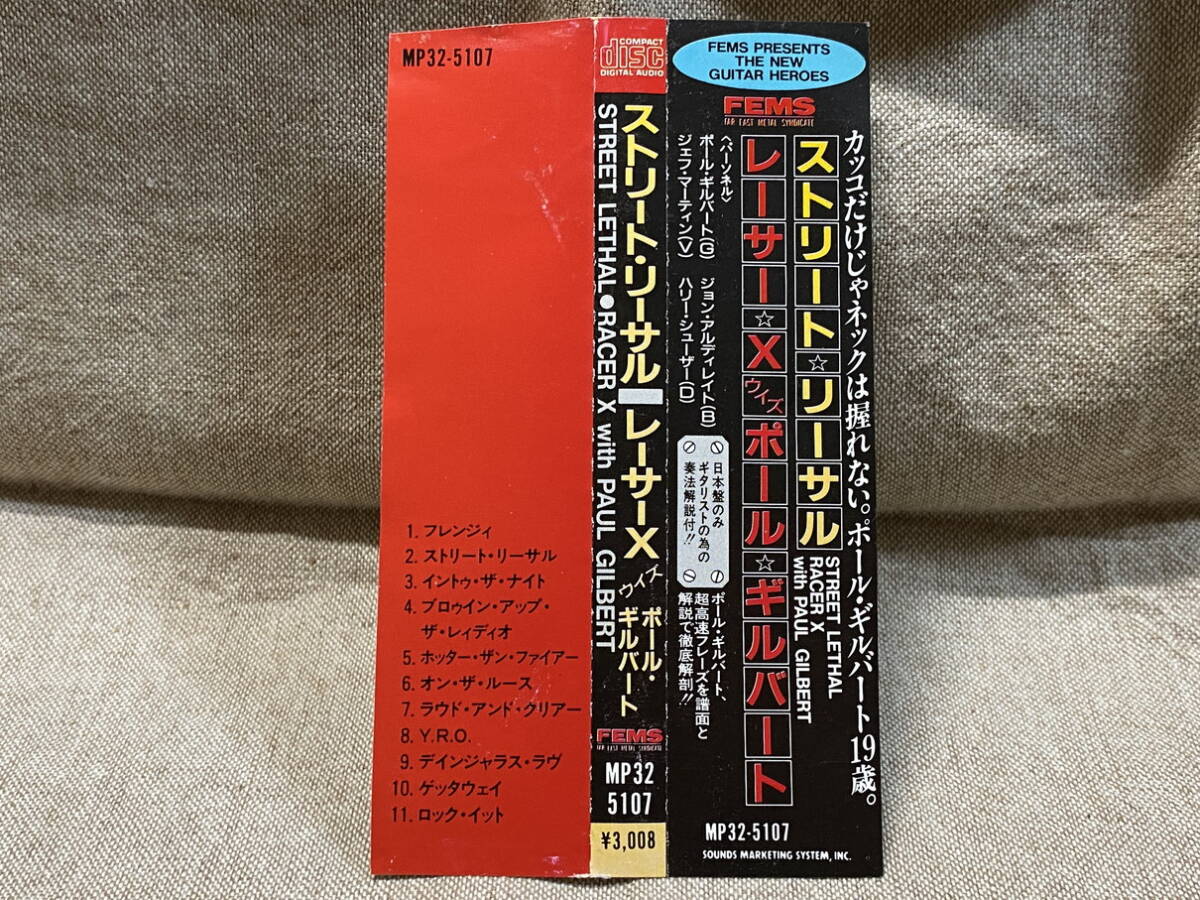 MP32-5107
1. フレンジィ
2. ストリート・リーサル
3. イントゥ・ザ・ナイト
4. ブロウイン・アップ・
ザ・レィディオ
5. ホッター・ザン・ファイアー
6. オン・ザ・ルース
7. ラウド・アンド・クリアー
8. Y.R.O.
9. デインジャラス・ラヴ
10. ゲッタウェイ
11. ロック・イット
COMPACT
disc
DIGITAL AUDIO
ストリート・リーサル レーサーX ウィズ ポール・
ギルバート
STREET LETHAL●RACER X with PAUL GILBERT
FEMS
FAR EAST METAL SYNDICATE
MP32
5107
¥3,008
FEMS PRESENTS
THE NEW
GUITAR HEROES
FEMS
FAR EAST METAL SYNDICATE
カッコだけじゃネックは握れない。ポール・ギルバート19歳。
ストリート☆リーサル
STREET LETHAL
RACER X
with PAUL GILBERT
レーサー☆Xウィズポール☆ギルバート
〈パーソネル〉
ポール・ギルバート(G)
ジェフ・マーティン(V)
ジョン・アルディレイト(B)
ハリー・シューザー(D)
日本盤のみ
ギタリストの為の
奏法解説付!!
ポール・ギルバート、
超高速フレーズを譜面と
解説で徹底解剖!!
MP32-5107
SOUNDS MARKETING SYSTEM, INC.